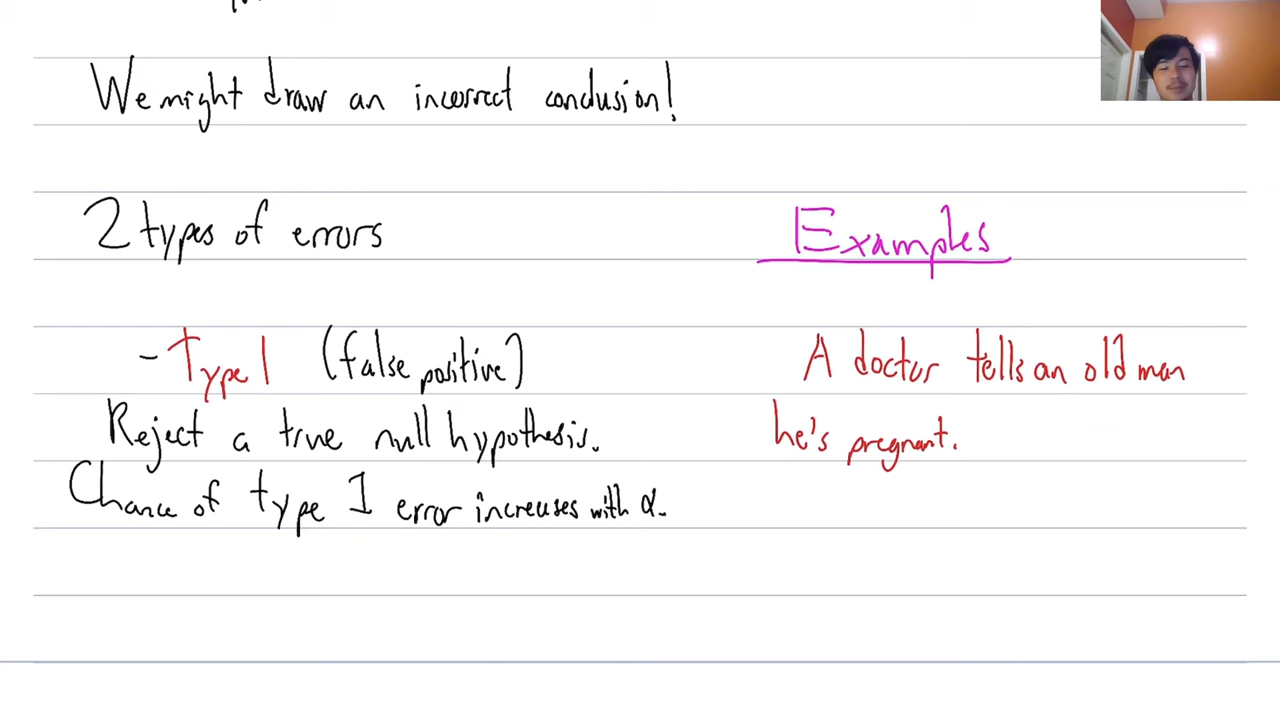 We might draw an incorrect conclusion!
2 types of errors
Examples
- Type 1 (false positive)
A doctor tells an old man
Reject a true null hypothesis.
he's pregnant.
Chance of type I error increases with α.